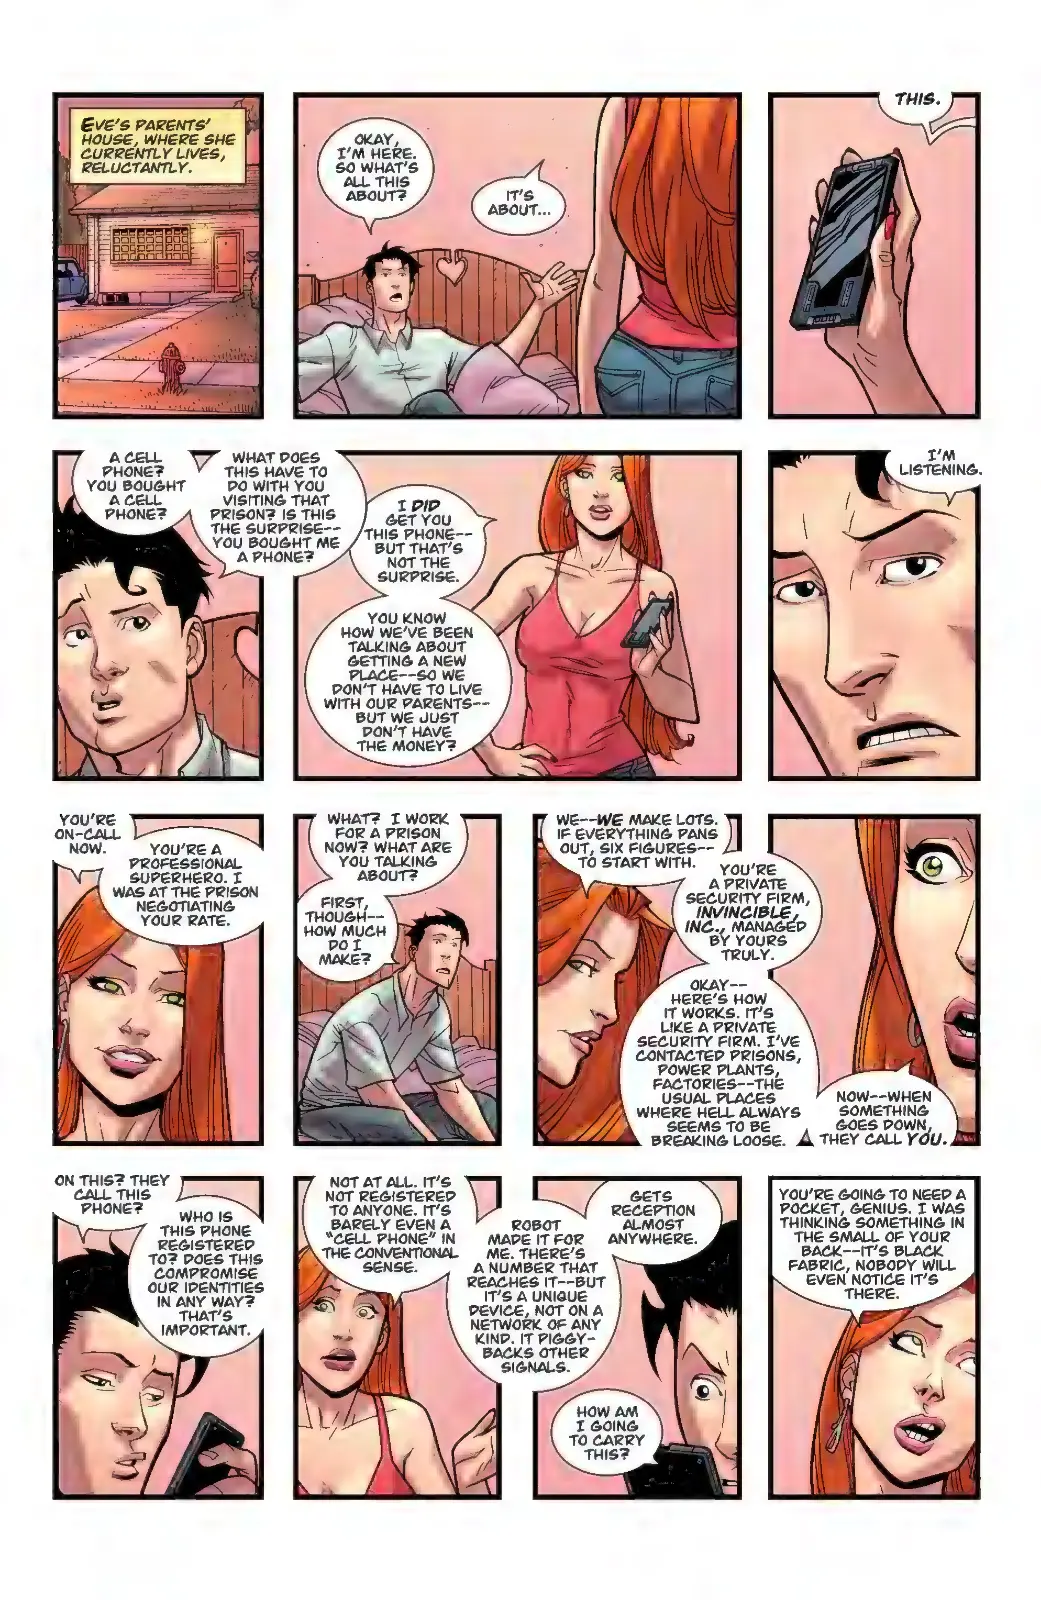 EVE'S PARENTS'
HOUSE, WHERE SHE
CURRENTLY LIVES,
RELUCTANTLY.
OKAY,
I'M HERE.
SO WHAT'S
ALL THIS
ABOUT?
IT'S
ABOUT...
THIS.
A CELL
PHONE?
YOU BOUGHT
A CELL
PHONE?
WHAT DOES
THIS HAVE TO
DO WITH YOU
VISITING THAT
PRISON? IS THIS
THE SURPRISE--
YOU BOUGHT ME
A PHONE?
I DID
GET YOU
THIS PHONE--
BUT THAT'S
NOT THE
SURPRISE.
YOU KNOW
HOW WE'VE BEEN
TALKING ABOUT
GETTING A NEW
PLACE--SO WE
DON'T HAVE TO LIVE
WITH OUR PARENTS--
BUT WE JUST
DON'T HAVE
THE MONEY?
I'M
LISTENING.
YOU'RE
ON-CALL
NOW.
YOU'RE A
PROFESSIONAL
SUPERHERO. I
WAS AT THE PRISON
NEGOTIATING
YOUR RATE.
WHAT? I WORK
FOR A PRISON
NOW? WHAT ARE
YOU TALKING
ABOUT?
FIRST,
THOUGH--
HOW MUCH
DO I
MAKE?
WE--WE MAKE LOTS.
IF EVERYTHING PANS
OUT, SIX FIGURES--
TO START WITH.
YOU'RE
A PRIVATE
SECURITY FIRM,
INVINCIBLE,
INC., MANAGED
BY YOURS
TRULY.
OKAY--
HERE'S HOW
IT WORKS. IT'S
LIKE A PRIVATE
SECURITY FIRM. I'VE
CONTACTED PRISONS,
POWER PLANTS,
FACTORIES--THE
USUAL PLACES
WHERE HELL ALWAYS
SEEMS TO BE
BREAKING LOOSE.
NOW--WHEN
SOMETHING
GOES DOWN,
THEY CALL YOU.
ON THIS? THEY
CALL THIS
PHONE?
WHO IS
THIS PHONE
REGISTERED
TO? DOES THIS
COMPROMISE
OUR IDENTITIES
IN ANY WAY?
THAT'S
IMPORTANT.
NOT AT ALL. IT'S
NOT REGISTERED
TO ANYONE. IT'S
BARELY EVEN A
"CELL PHONE" IN
THE CONVENTIONAL
SENSE.
ROBOT
MADE IT FOR
ME. THERE'S
A NUMBER THAT
REACHES IT--BUT
IT'S A UNIQUE
DEVICE, NOT ON A
NETWORK OF ANY
KIND. IT PIGGY-
BACKS OTHER
SIGNALS.
GETS
RECEPTION
ALMOST
ANYWHERE.
HOW AM
I GOING
TO CARRY
THIS?
YOU'RE GOING TO NEED A
POCKET, GENIUS. I WAS
THINKING SOMETHING IN
THE SMALL OF YOUR
BACK--IT'S BLACK
FABRIC, NOBODY WILL
EVEN NOTICE IT'S
THERE.